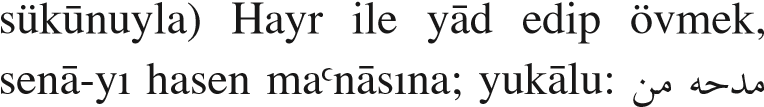 sükūnuyla) Hayr ile yād edip övmek,
senā-yı hasen maʿnāsına; yukālu: مدحه من